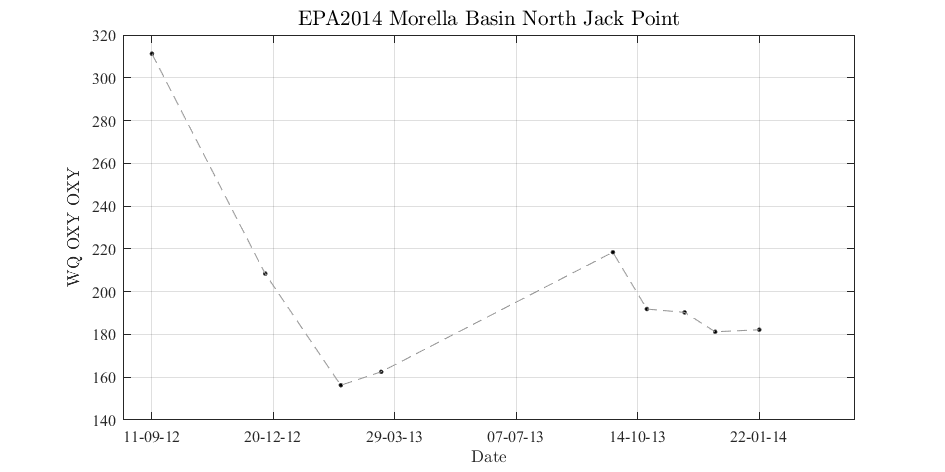 EPA2014 Morella Basin North Jack Point
320
300
280
260
240
220
200
180
160
140
WQ OXY OXY
11-09-12 20-12-12 29-03-13 07-07-13 14-10-13 22-01-14
Date